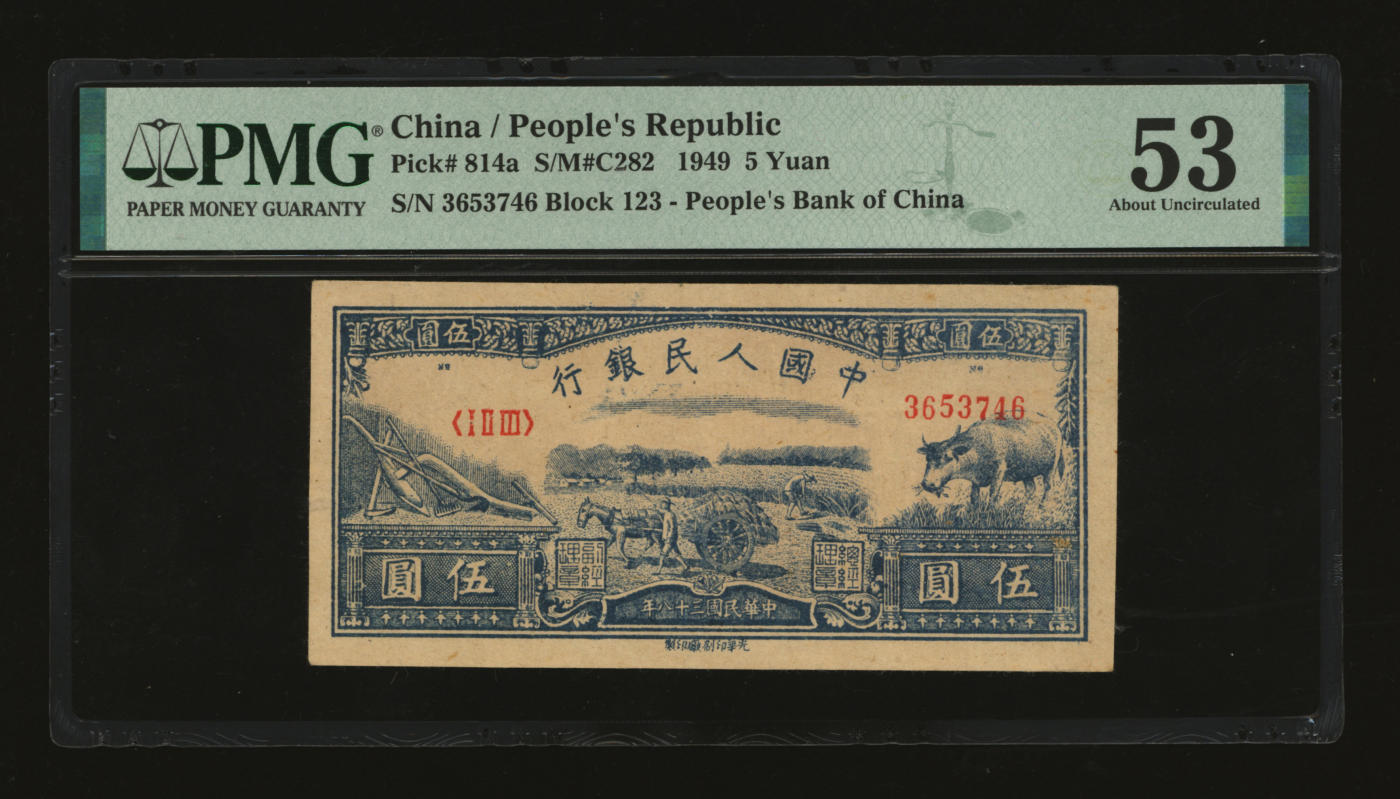 PMG®
PAPER MONEY GUARANTY
China / People's Republic
Pick# 814a S/M#C282 1949 5 Yuan
S/N 3653746 Block 123 - People's Bank of China
53
About Uncirculated
圓伍
圓伍
行銀民人國中
〈I II III〉
3653746
圓伍
圓伍
年八十三國民華中